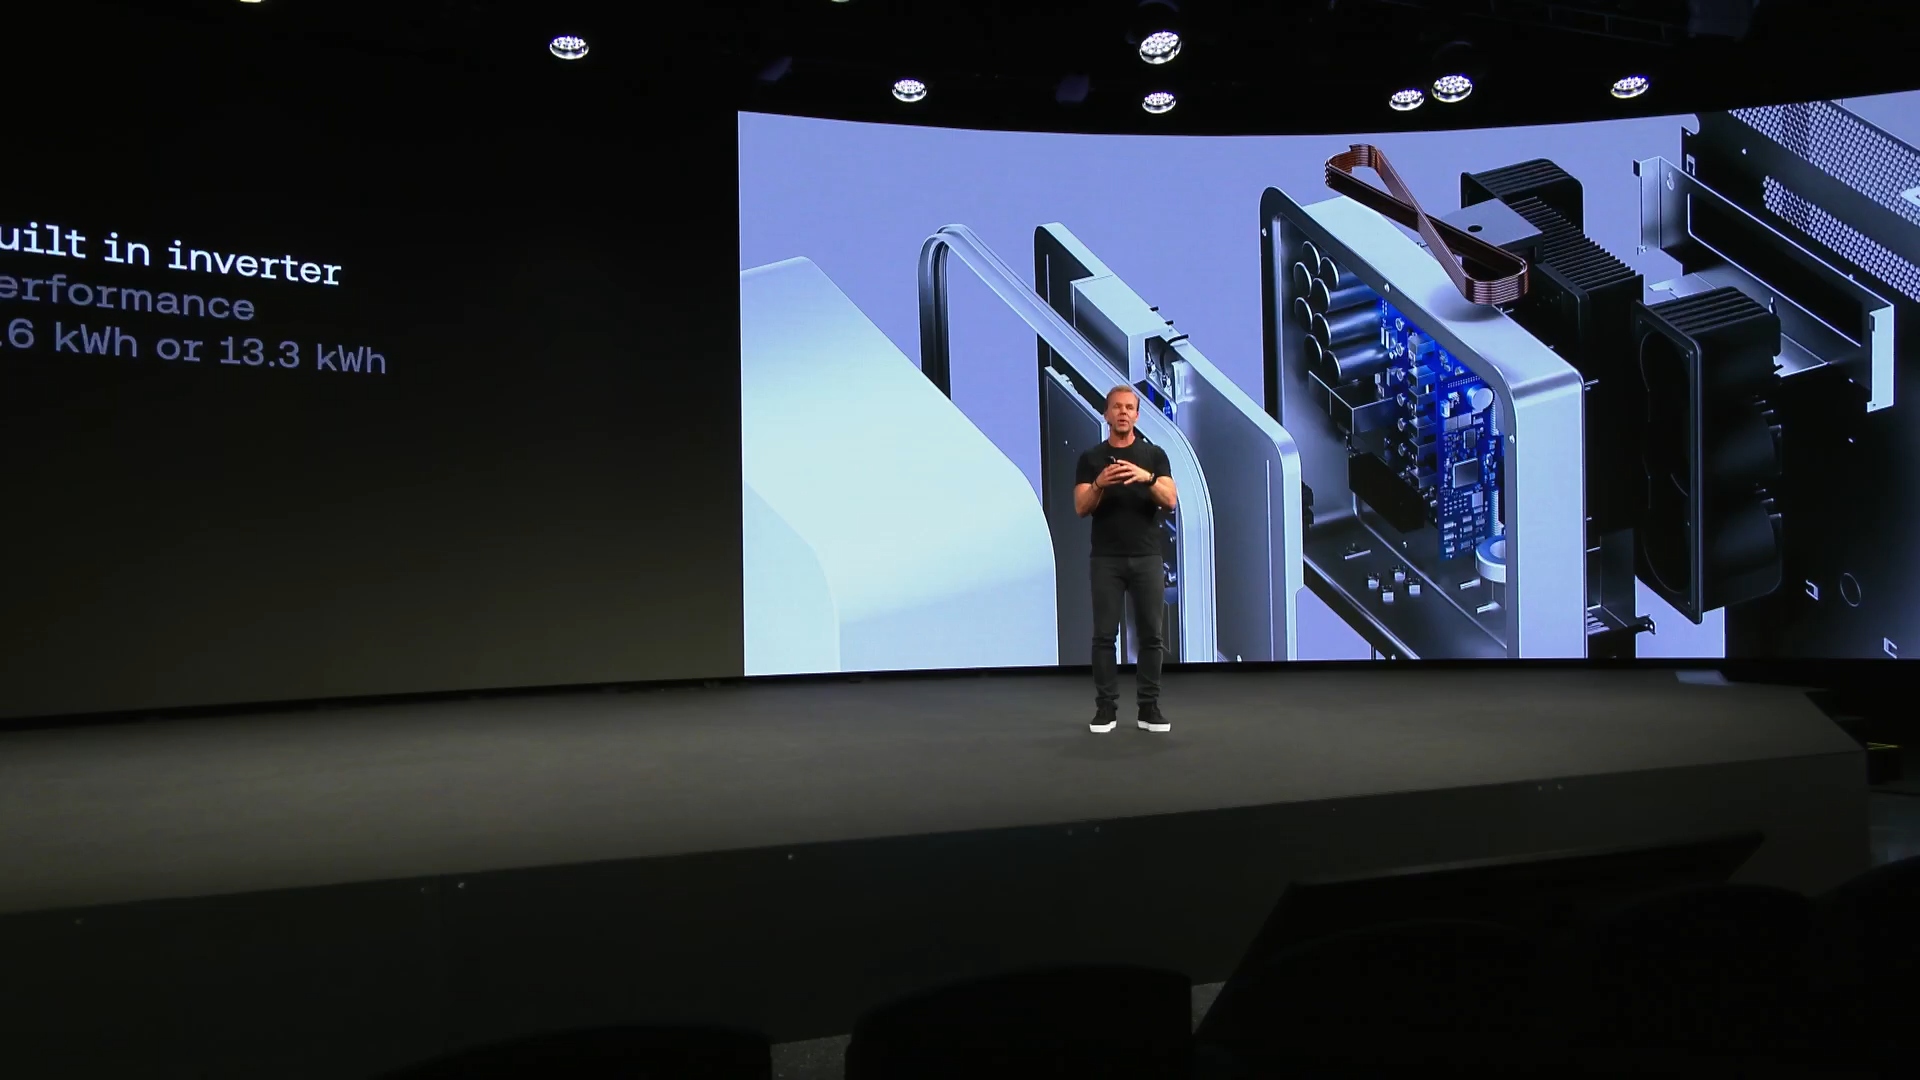 uilt in inverter
erformance
.6 kWh or 13.3 kWh